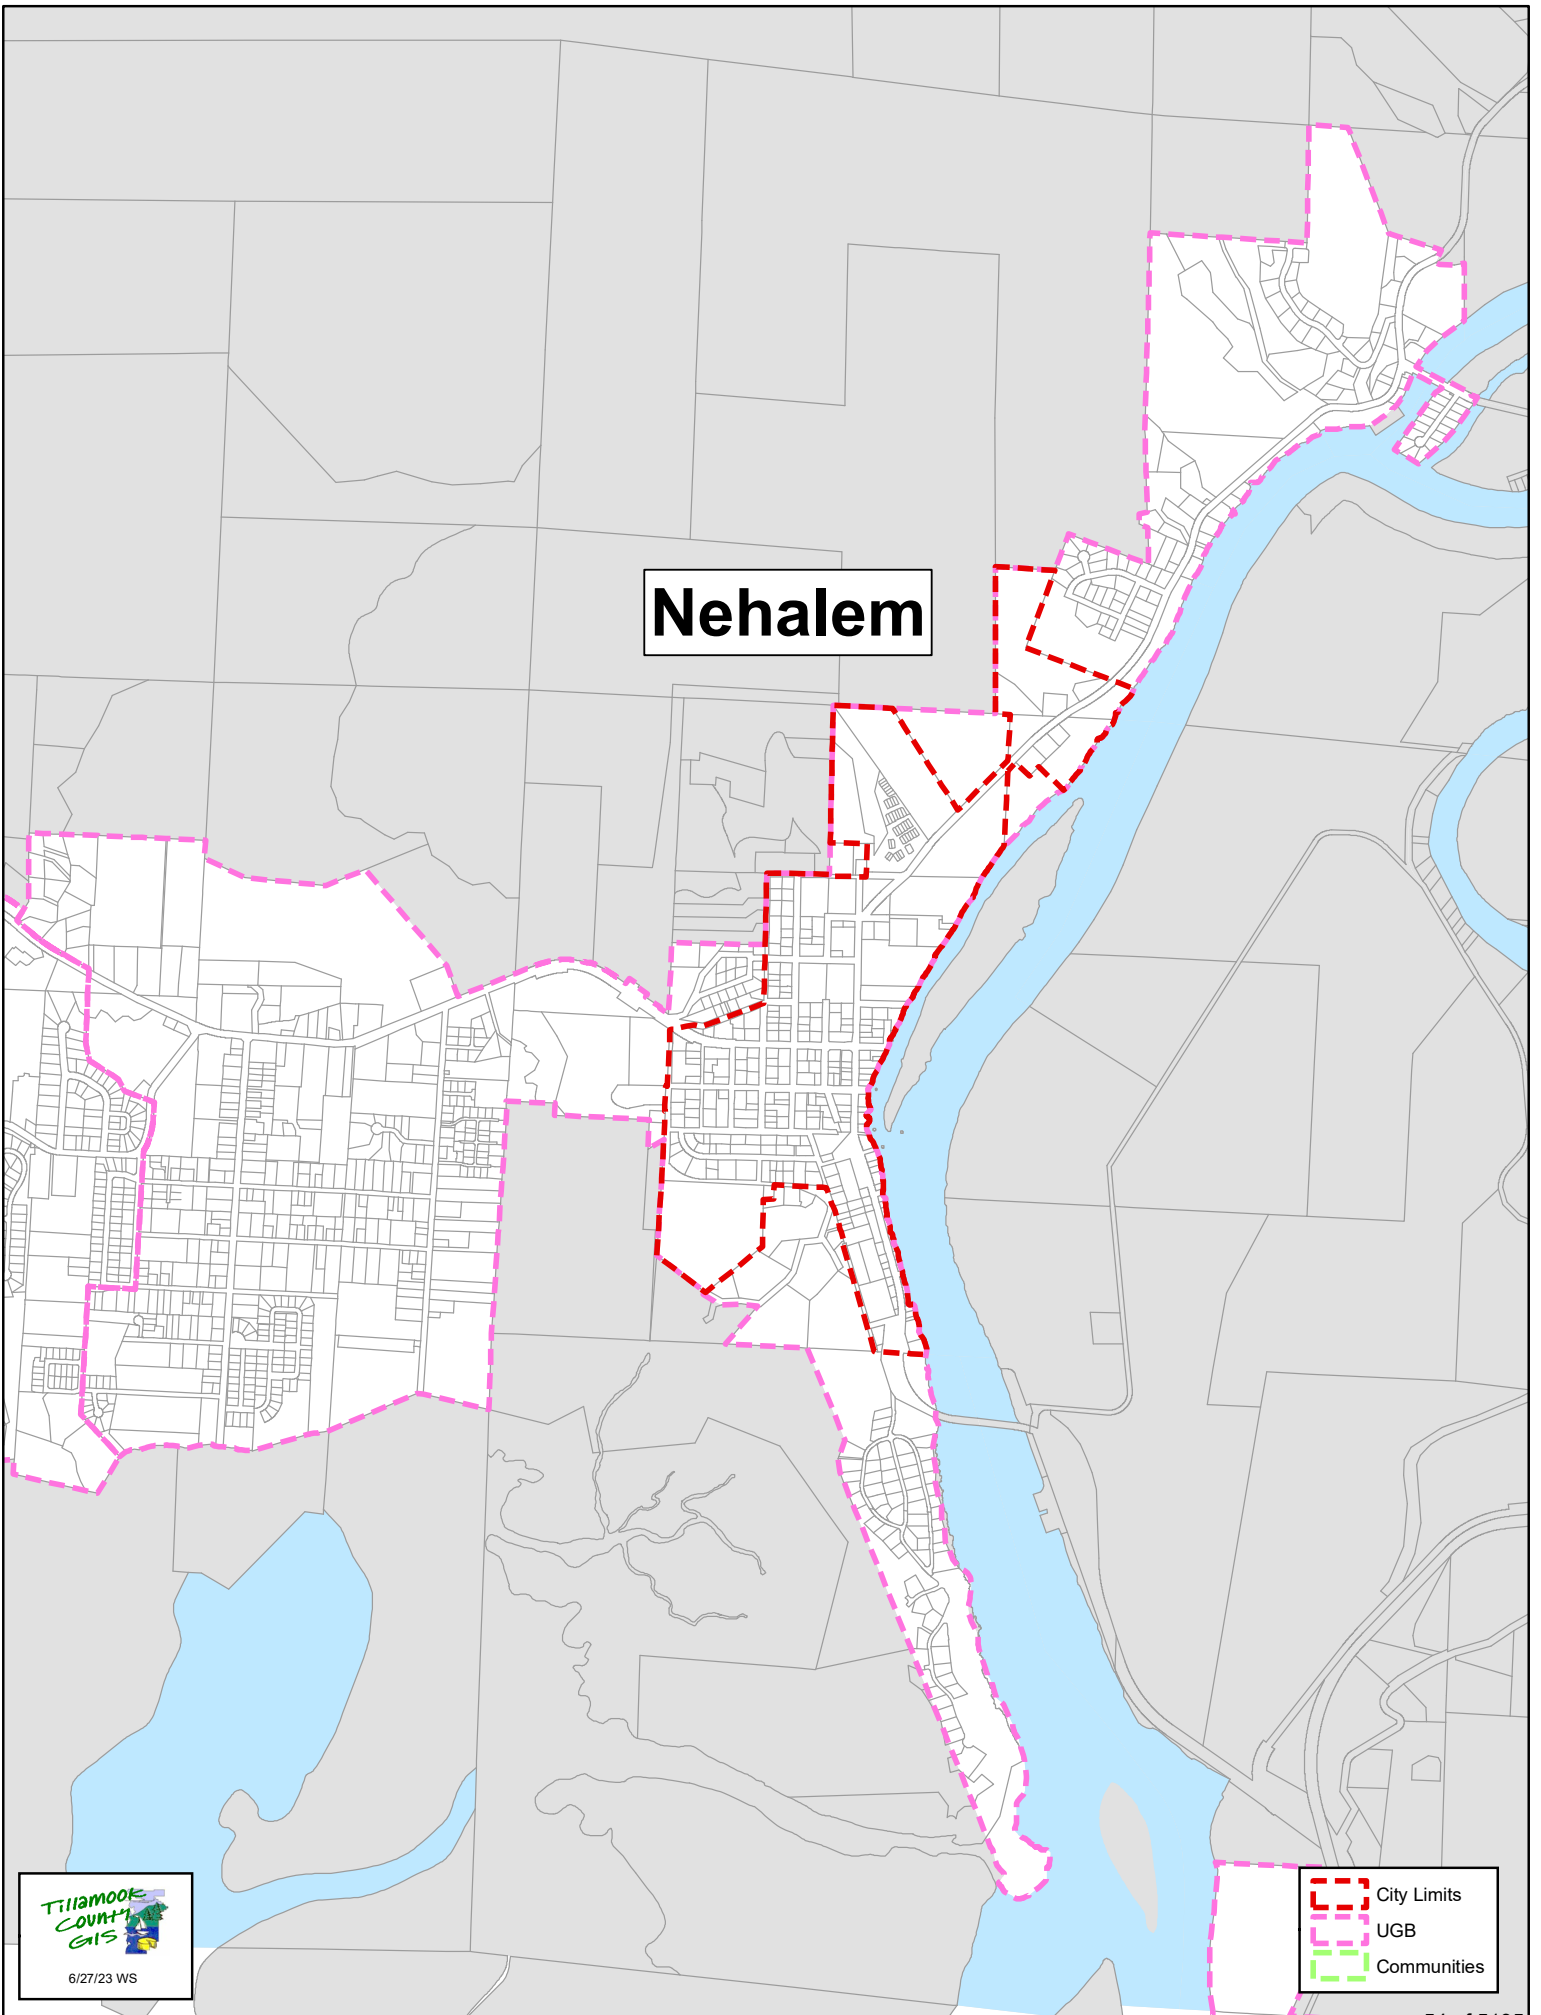 Nehalem
Tillamook
County
GIS
6/27/23 WS
City Limits
UGB
Communities